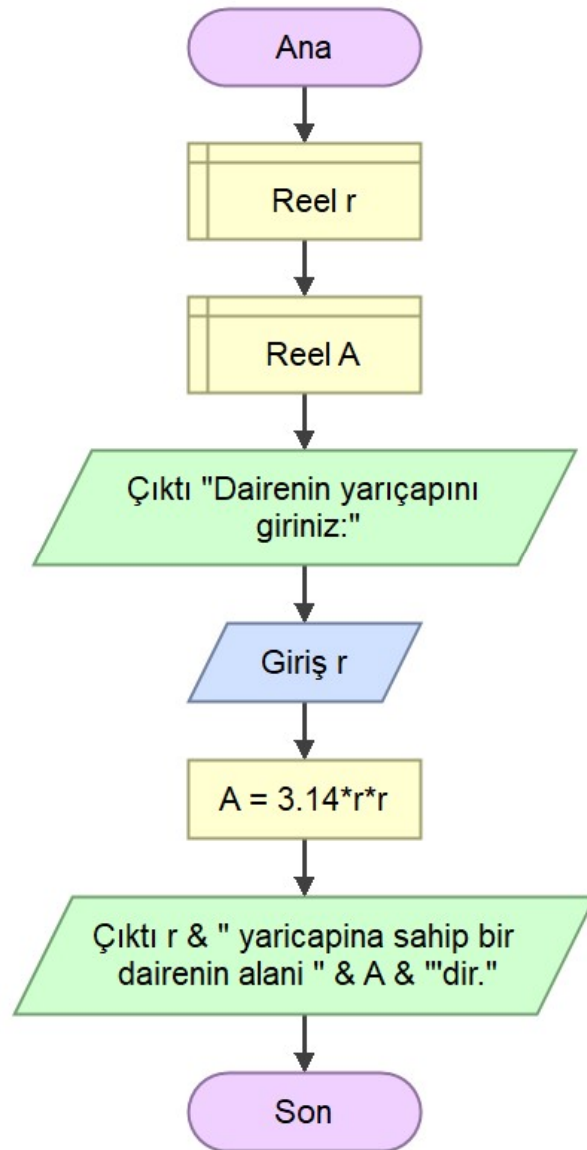 Ana
Reel r
Reel A
Çıktı "Dairenin yarıçapını
giriniz:"
Giriş r
A = 3.14*r*r
Çıktı r & " yaricapina sahip bir
dairenin alani " & A & "'dir."
Son